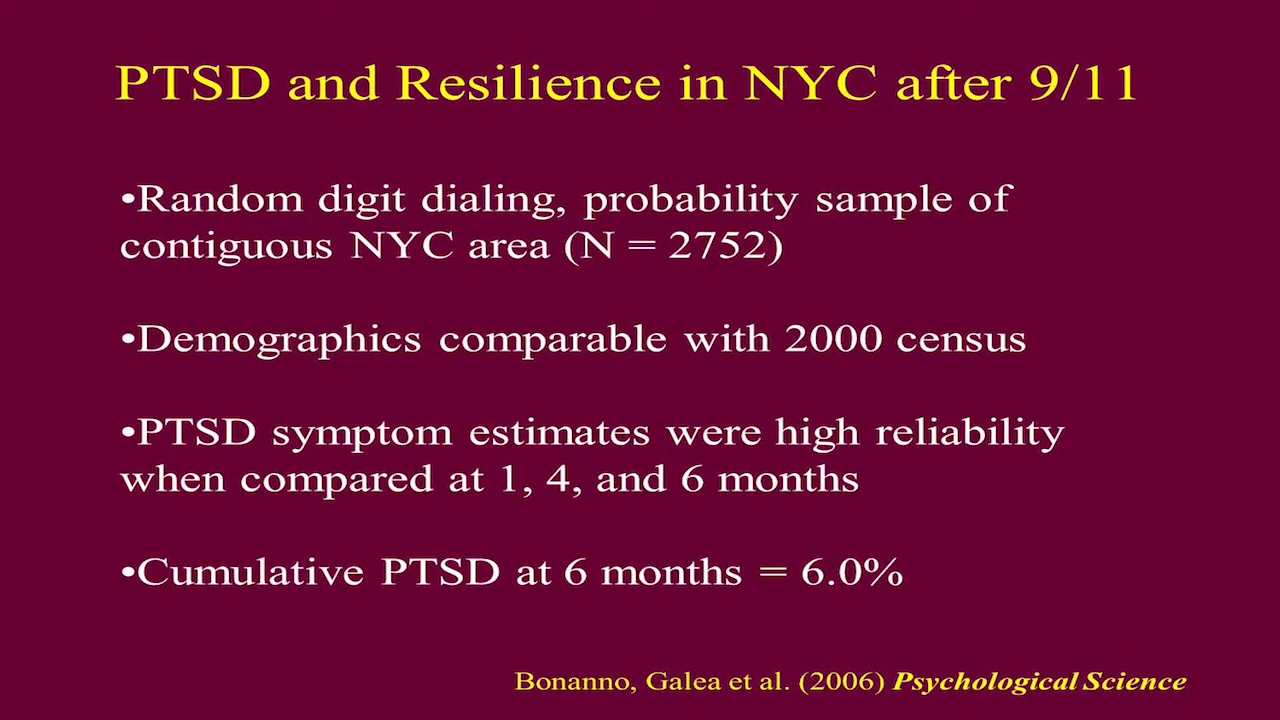 PTSD and Resilience in NYC after 9/11
•Random digit dialing, probability sample of
contiguous NYC area (N = 2752)
•Demographics comparable with 2000 census
•PTSD symptom estimates were high reliability
when compared at 1, 4, and 6 months
•Cumulative PTSD at 6 months = 6.0%
Bonanno, Galea et al. (2006) Psychological Science